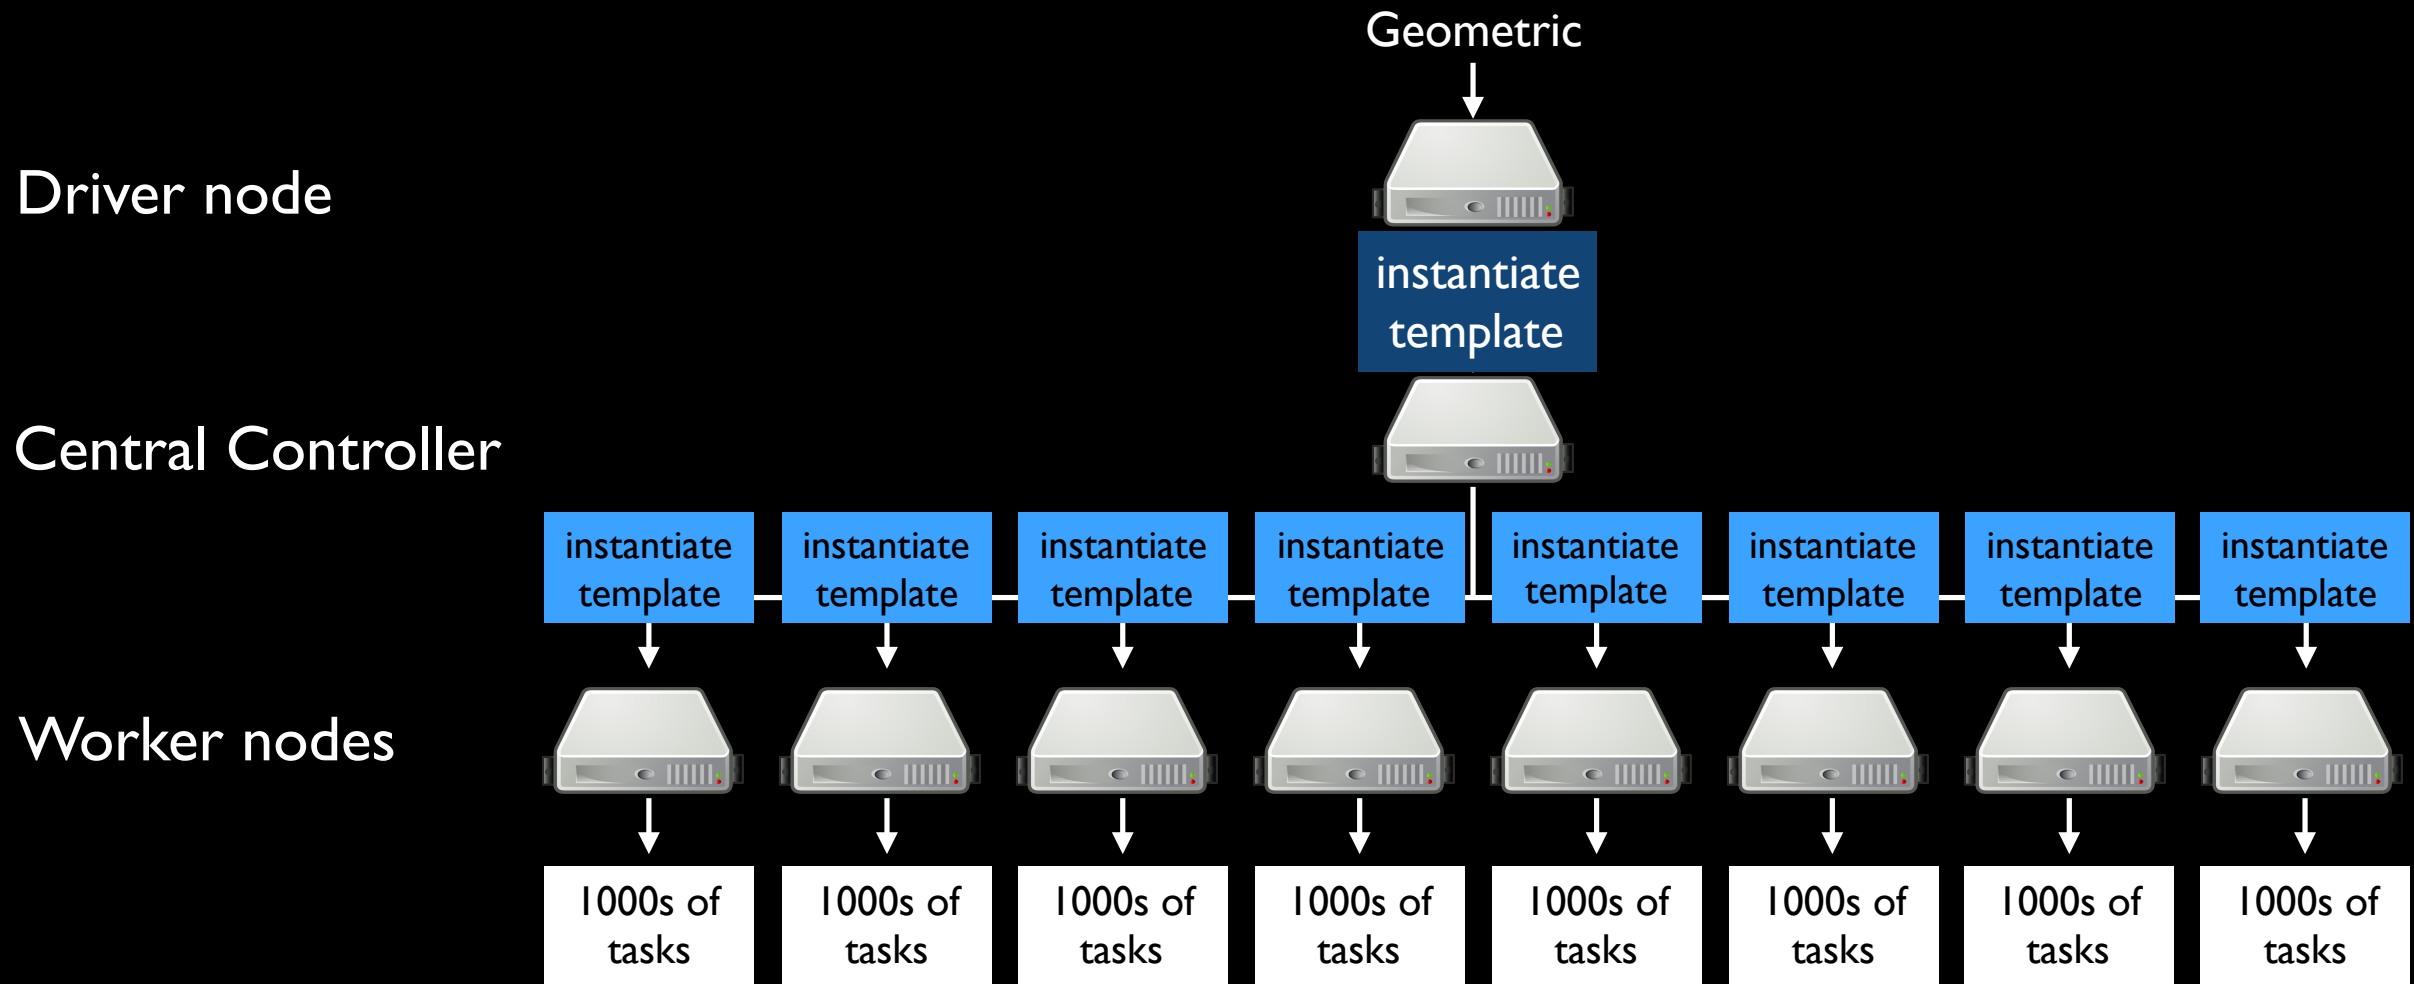 Geometric
Driver node
instantiate
template
Central Controller
instantiate instantiate instantiate instantiate instantiate instantiate instantiate instantiate
template template template template template template template template
Worker nodes
1000s of 1000s of 1000s of 1000s of 1000s of 1000s of 1000s of 1000s of
tasks tasks tasks tasks tasks tasks tasks tasks